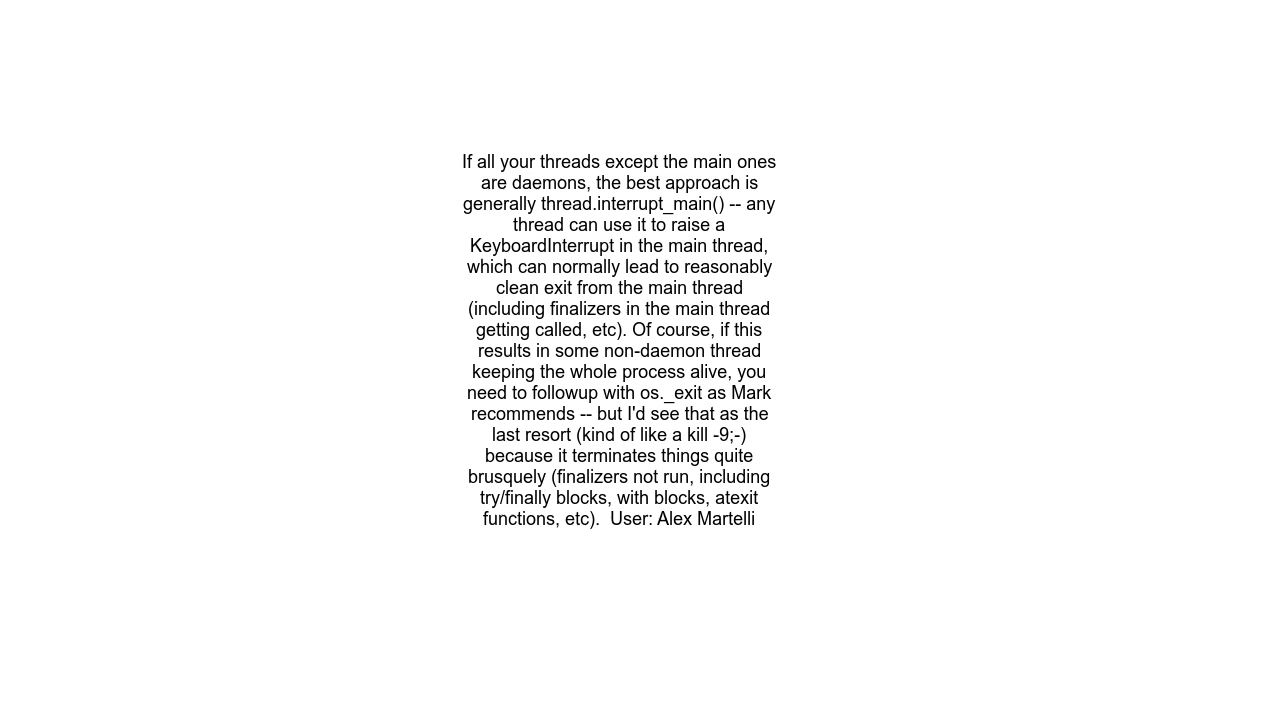 If all your threads except the main ones
are daemons, the best approach is
generally thread.interrupt_main() -- any
thread can use it to raise a
KeyboardInterrupt in the main thread,
which can normally lead to reasonably
clean exit from the main thread
(including finalizers in the main thread
getting called, etc). Of course, if this
results in some non-daemon thread
keeping the whole process alive, you
need to followup with os._exit as Mark
recommends -- but I'd see that as the
last resort (kind of like a kill -9;-)
because it terminates things quite
brusquely (finalizers not run, including
try/finally blocks, with blocks, atexit
functions, etc).  User: Alex Martelli